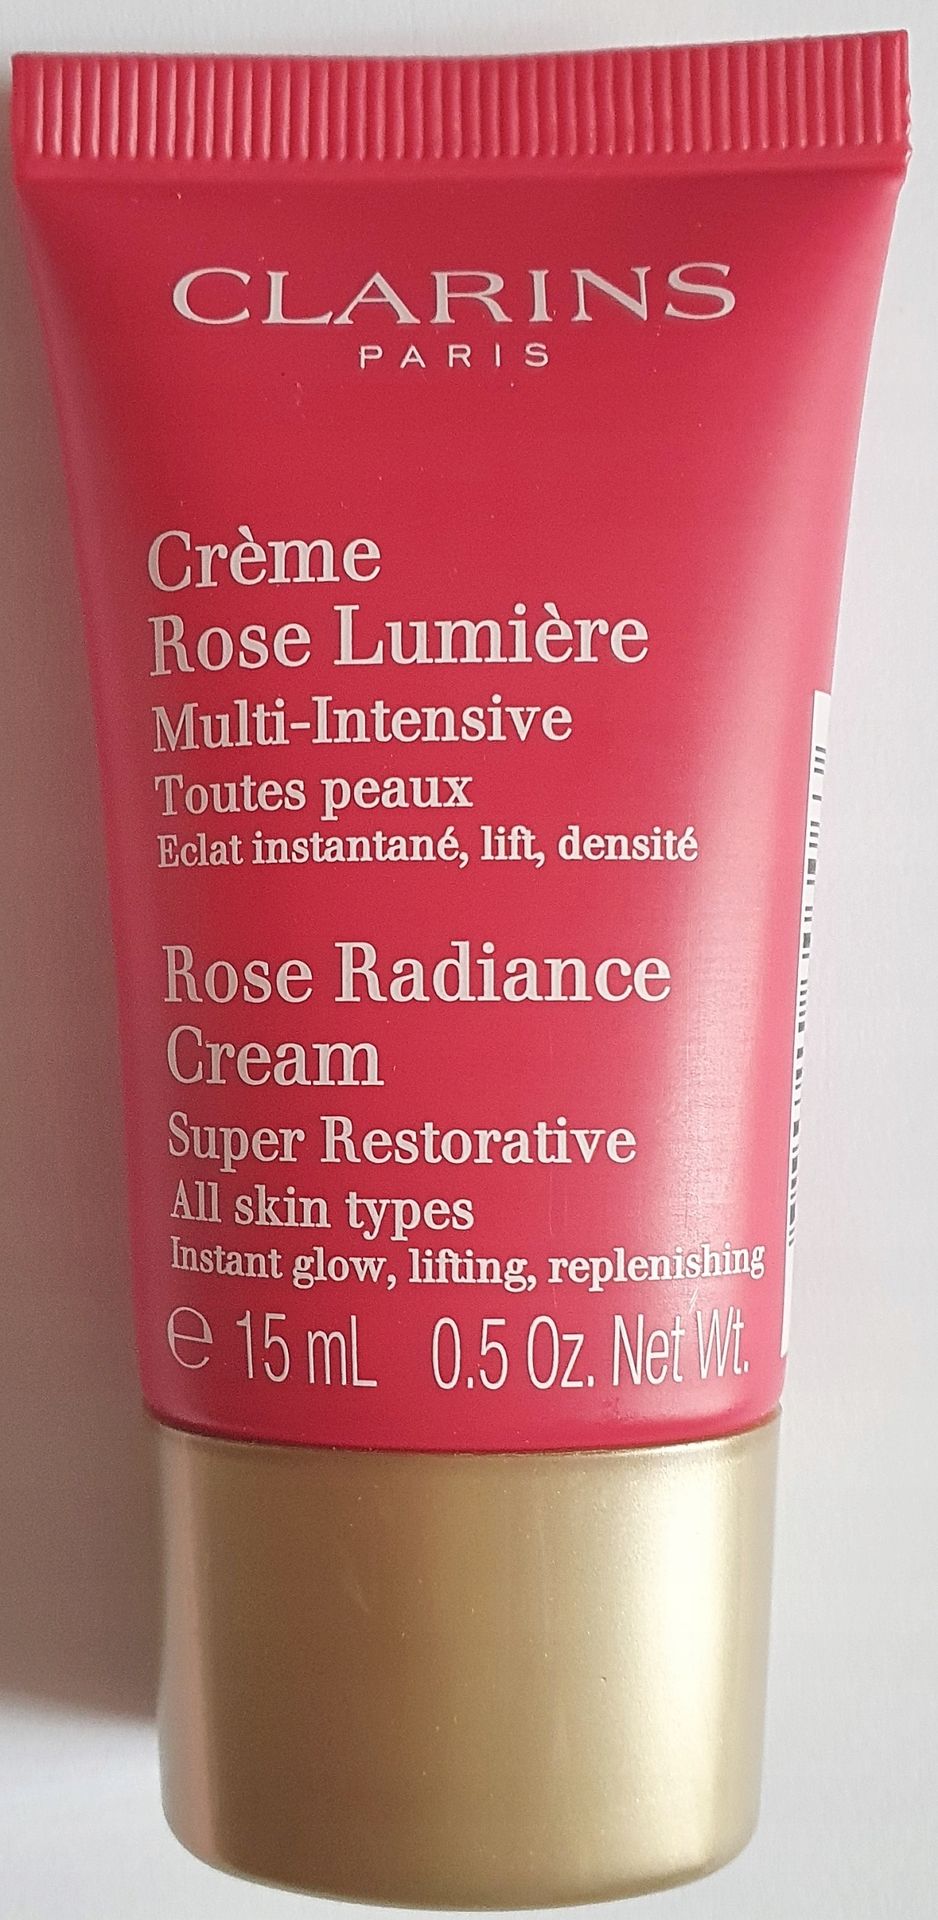 CLARINS
PARIS
Crème
Rose Lumière
Multi-Intensive
Toutes peaux
Eclat instantané, lift, densité
Rose Radiance
Cream
Super Restorative
All skin types
Instant glow, lifting, replenishing
℮ 15 mL 0.5 Oz. Net Wt.